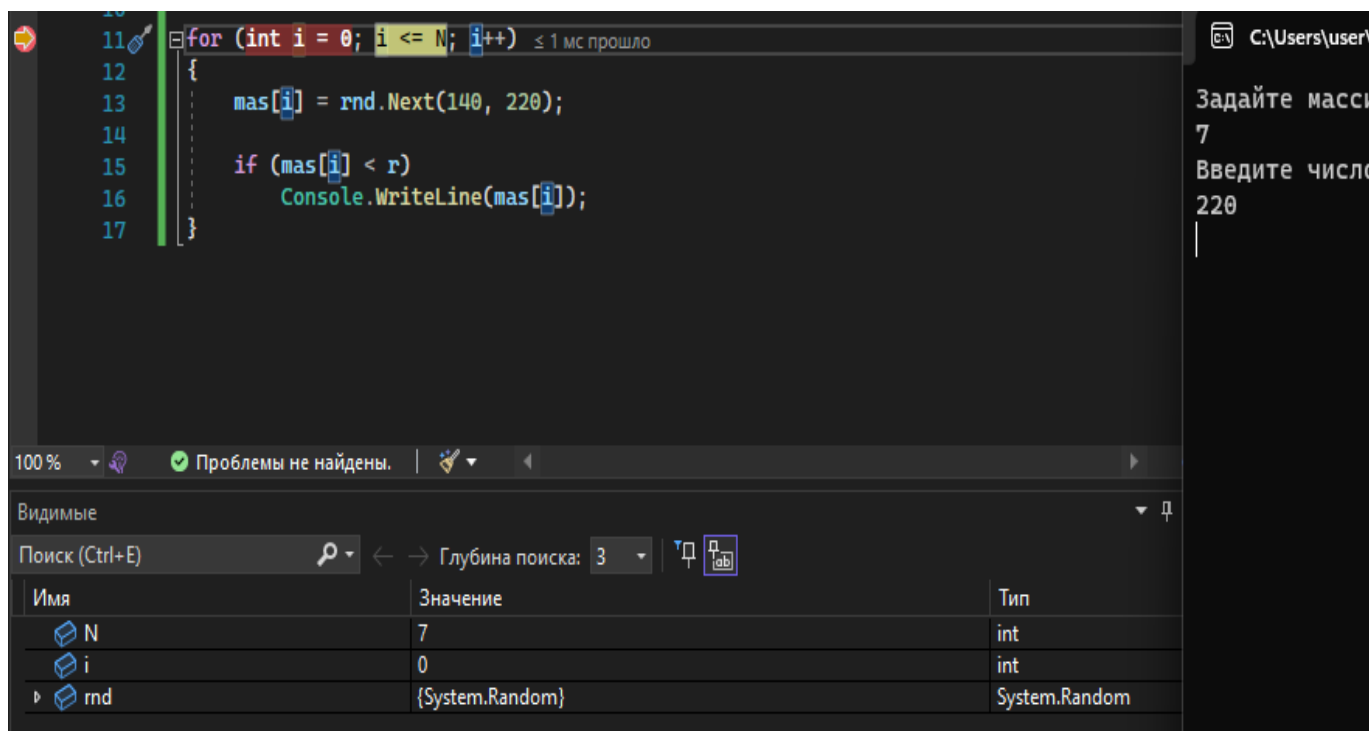 11 for (int i = 0; i <= N; i++) ≤ 1 мс прошло
12 {
13 mas[i] = rnd.Next(140, 220);
14
15 if (mas[i] < r)
16 Console.WriteLine(mas[i]);
17 }
C:\Users\user\
Задайте масси
7
Введите число
220
100 % Проблемы не найдены.
Видимые
Поиск (Ctrl+E) Глубина поиска: 3
Имя Значение Тип
N 7 int
i 0 int
rnd {System.Random} System.Random